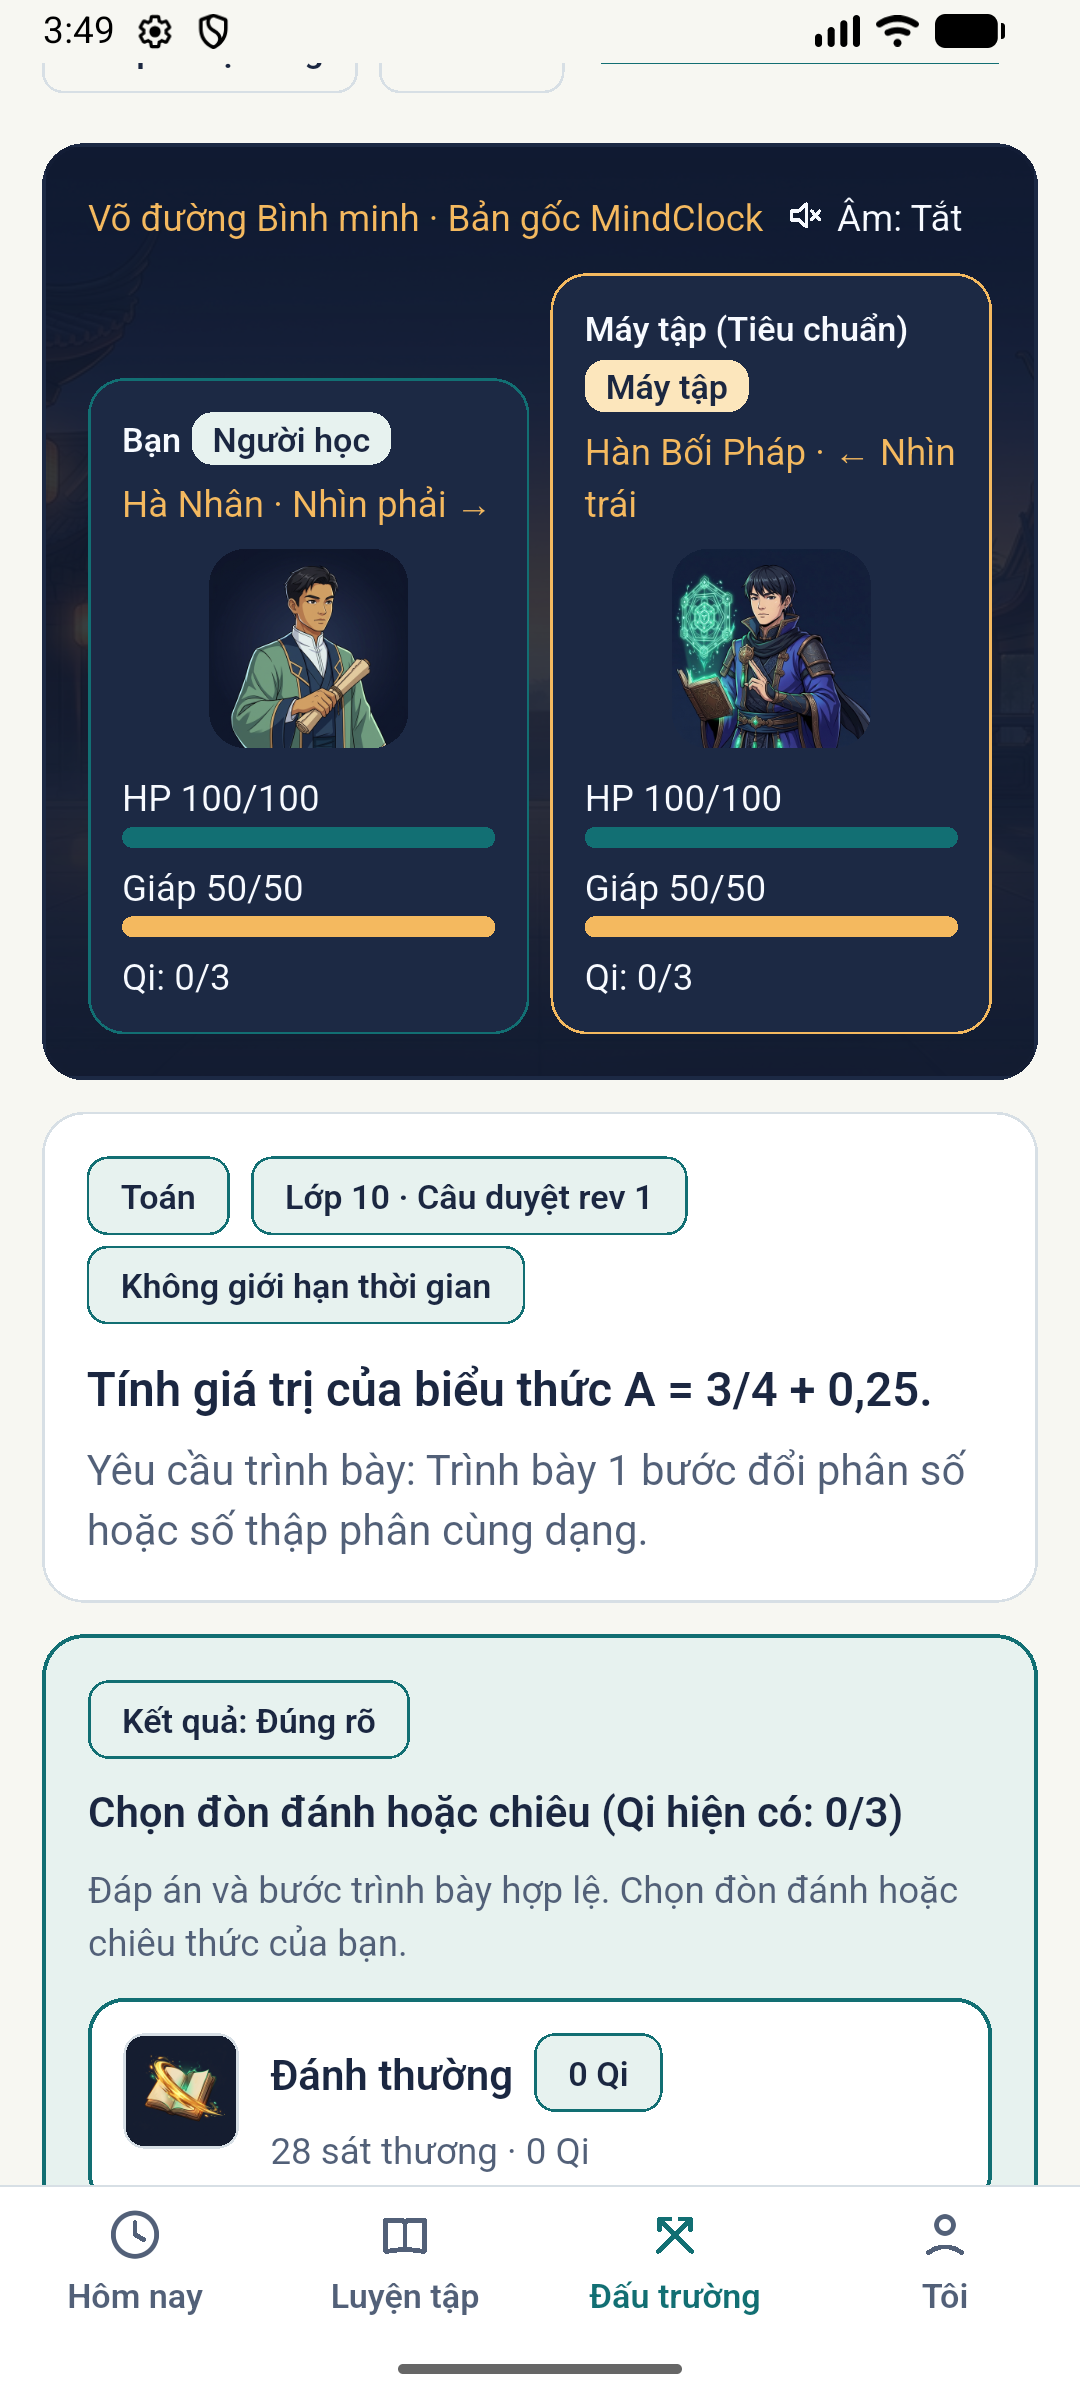 3:49
Võ đường Bình minh · Bản gốc MindClock
Âm: Tắt
Bạn Người học
Hà Nhân · Nhìn phải →
HP 100/100
Giáp 50/50
Qi: 0/3
Máy tập (Tiêu chuẩn)
Máy tập
Hàn Bối Pháp · ← Nhìn
trái
HP 100/100
Giáp 50/50
Qi: 0/3
Toán
Lớp 10 · Câu duyệt rev 1
Không giới hạn thời gian
Tính giá trị của biểu thức A = 3/4 + 0,25.
Yêu cầu trình bày: Trình bày 1 bước đổi phân số
hoặc số thập phân cùng dạng.
Kết quả: Đúng rõ
Chọn đòn đánh hoặc chiêu (Qi hiện có: 0/3)
Đáp án và bước trình bày hợp lệ. Chọn đòn đánh hoặc
chiêu thức của bạn.
Đánh thường 0 Qi
28 sát thương · 0 Qi
Hôm nay
Luyện tập
Đấu trường
Tôi